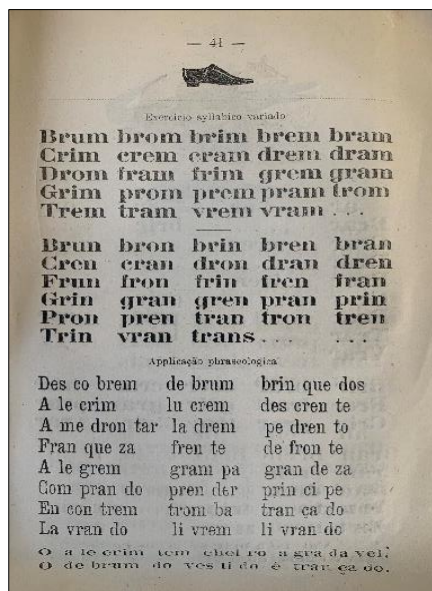 — 41 —
Exercicio syllabico variado
Brum brom brim brem bram
Crim crem cram drem dram
Drom fram frim grem gram
Grim prom prem pram trom
Trem tram vrem vram . . .
Brun bron brin bren bran
Cren cran dron dran dren
Frun fron frin fren fran
Grin gran gren pran prin
Pron pren tran tron tren
Trin vran trans . . . . . .
Applicação phraseologica
Des co brem de brum brin que dos
A le crim lu crem des cren te
A me dron tar la drem pe dren to
Fran que za fren te de fron te
A le grem gram pa gran de za
Com pran do pren der prin ci pe
En con trem trom ba tran ça do
La vran do li vrem li vran do
O a le crim tem chei ro a gra da vel.
O de brum do ves ti do é tran ça do.